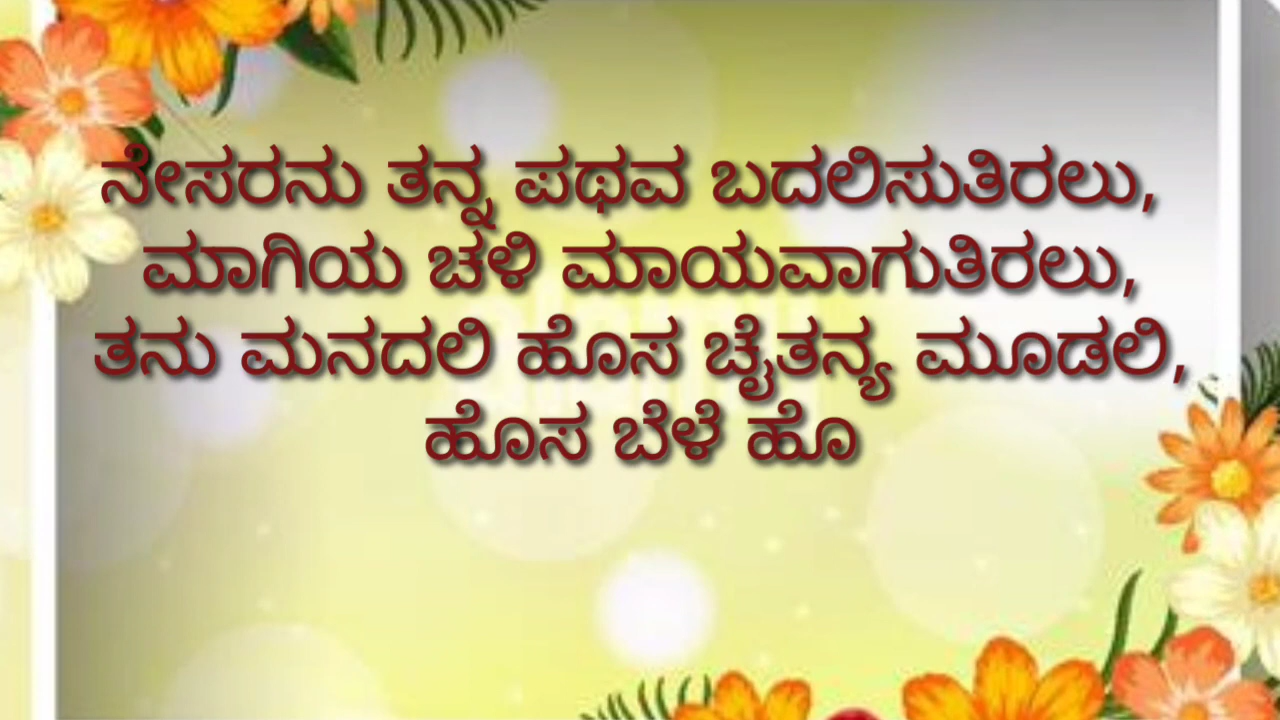 ನೇಸರನು ತನ್ನ ಪಥವ ಬದಲಿಸುತಿರಲು,
ಮಾಗಿಯ ಚಳಿ ಮಾಯವಾಗುತಿರಲು,
ತನು ಮನದಲಿ ಹೊಸ ಚೈತನ್ಯ ಮೂಡಲಿ,
ಹೊಸ ಬೆಳೆ ಹೊ